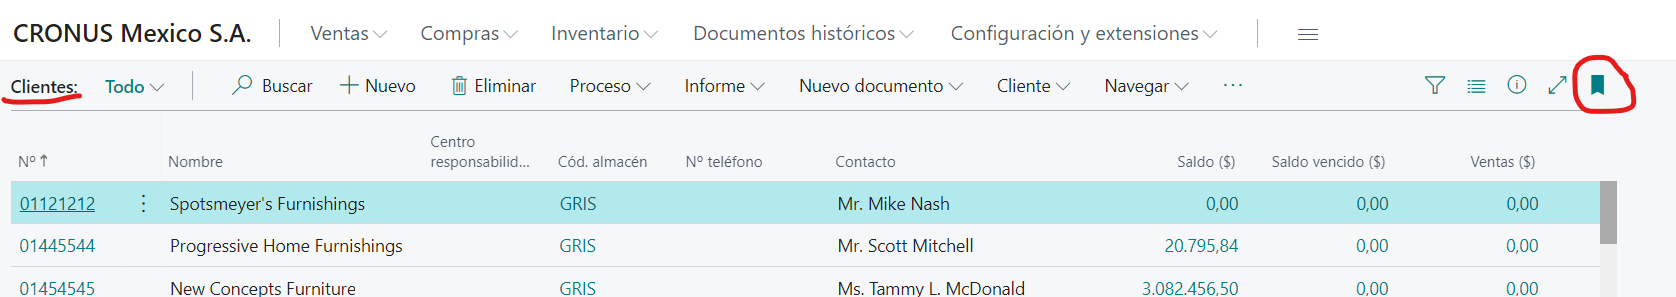 CRONUS Mexico S.A. Ventas Compras Inventario Documentos históricos Configuración y extensiones
Clientes: Todo Buscar Nuevo Eliminar Proceso Informe Nuevo documento Cliente Navegar ...
Centro
Nº ↑ Nombre responsabilid... Cód. almacén Nº teléfono Contacto Saldo ($) Saldo vencido ($) Ventas ($)
01121212 Spotsmeyer's Furnishings GRIS Mr. Mike Nash 0,00 0,00 0,00
01445544 Progressive Home Furnishings GRIS Mr. Scott Mitchell 20.795,84 0,00 0,00
01454545 New Concepts Furniture GRIS Ms. Tammy L. McDonald 3.082.456,50 0,00 0,00